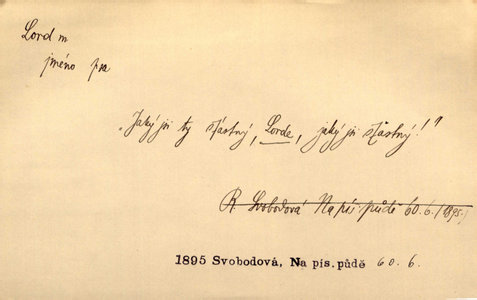 Lord m
jméno psa
„Jaký jsi ty šťastný, Lorde, jaký jsi šťastný!"
R. Svobodová Na pís. půdě 60.6. (1895.)
1895 Svobodová, Na pís.půdě 60.6.